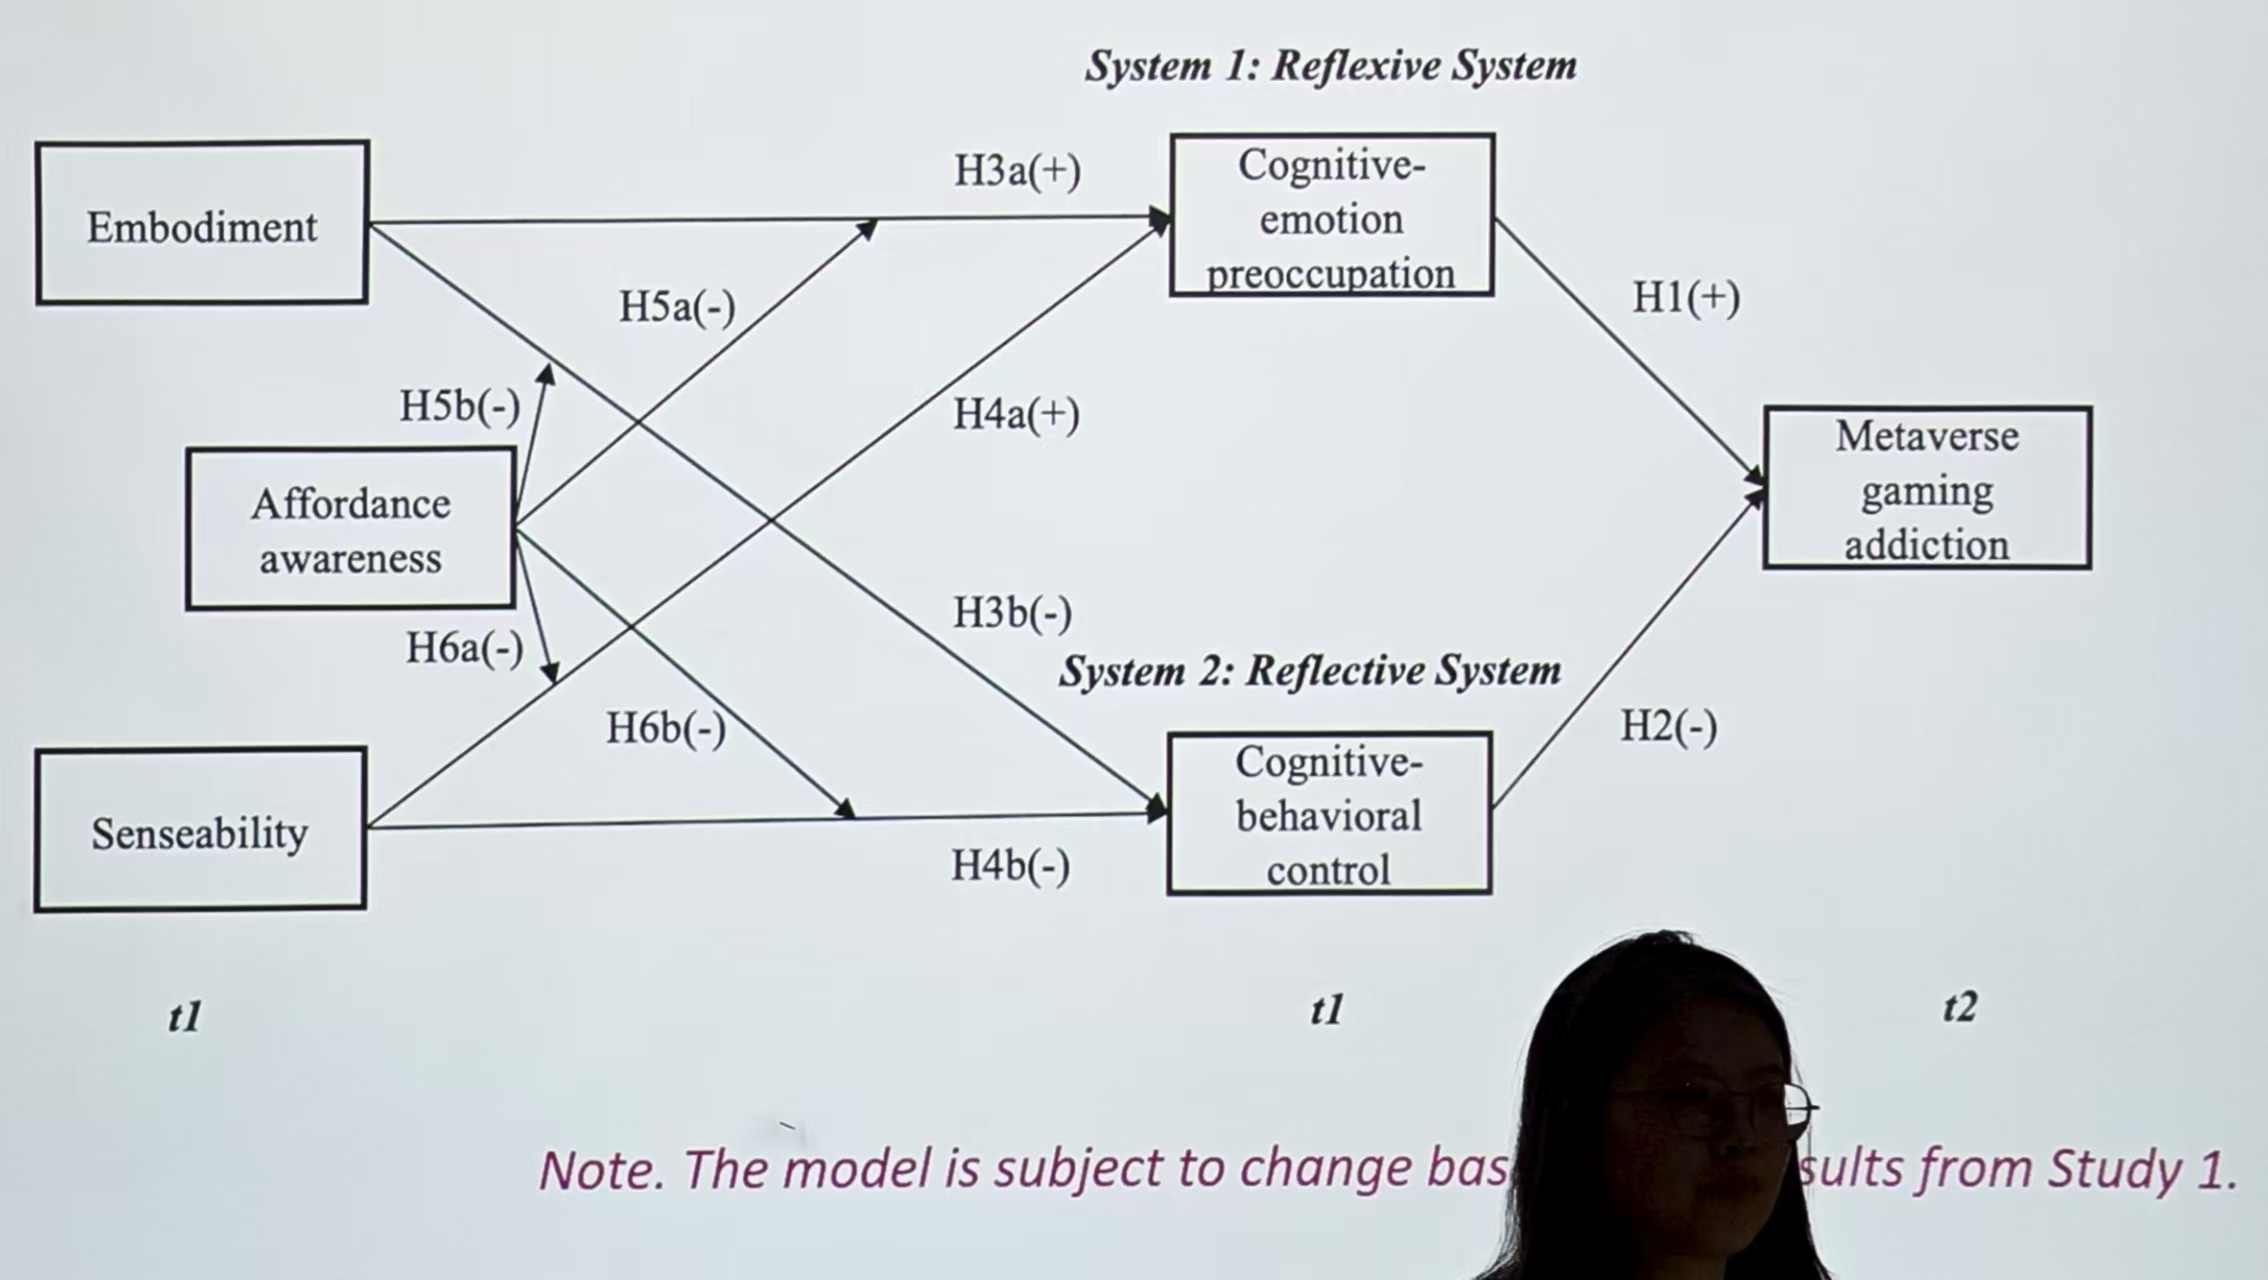 System 1: Reflexive System
Embodiment
H3a(+)
Cognitive-
emotion
preoccupation
H5a(-)
H1(+)
H5b(-)
H4a(+)
Affordance
awareness
Metaverse
gaming
addiction
H3b(-)
H6a(-)
System 2: Reflective System
H6b(-)
H2(-)
Senseability
Cognitive-
behavioral
control
H4b(-)
t1
t1
t2
Note. The model is subject to change bas sults from Study 1.